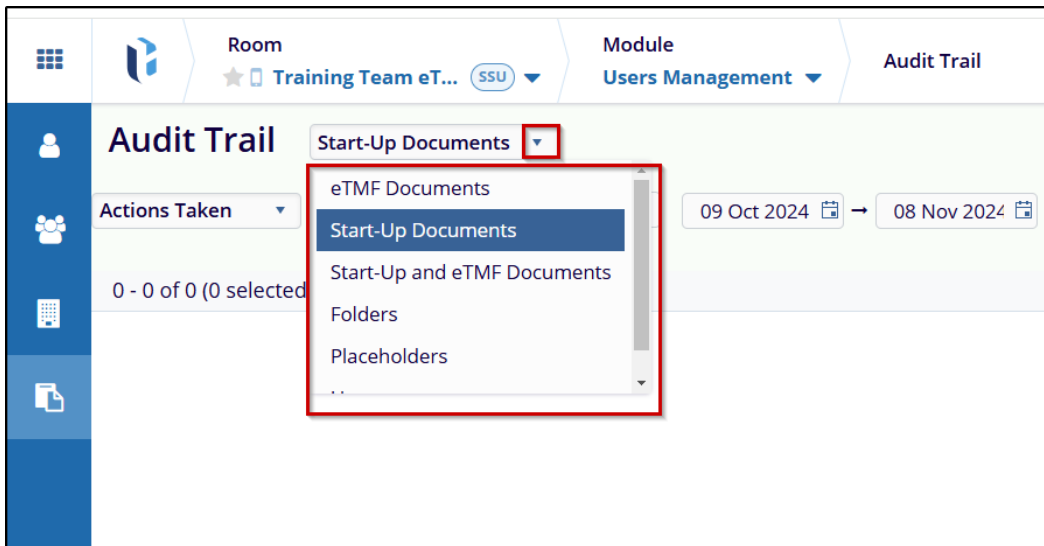 Room
Module
Training Team eT... SSU
Users Management
Audit Trail
Audit Trail
Start-Up Documents
eTMF Documents
Actions Taken
09 Oct 2024 → 08 Nov 2024
Start-Up Documents
Start-Up and eTMF Documents
0 - 0 of 0 (0 selected
Folders
Placeholders